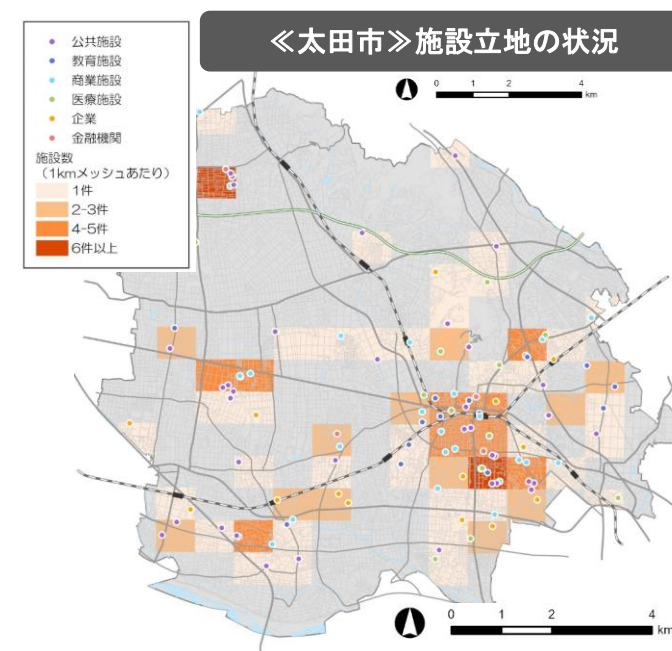 ≪太田市≫施設立地の状況
公共施設
教育施設
商業施設
医療施設
企業
金融機関
施設数
(1kmメッシュあたり)
1件
2-3件
4-5件
6件以上
0 1 2 4
km
0 1 2 4
km